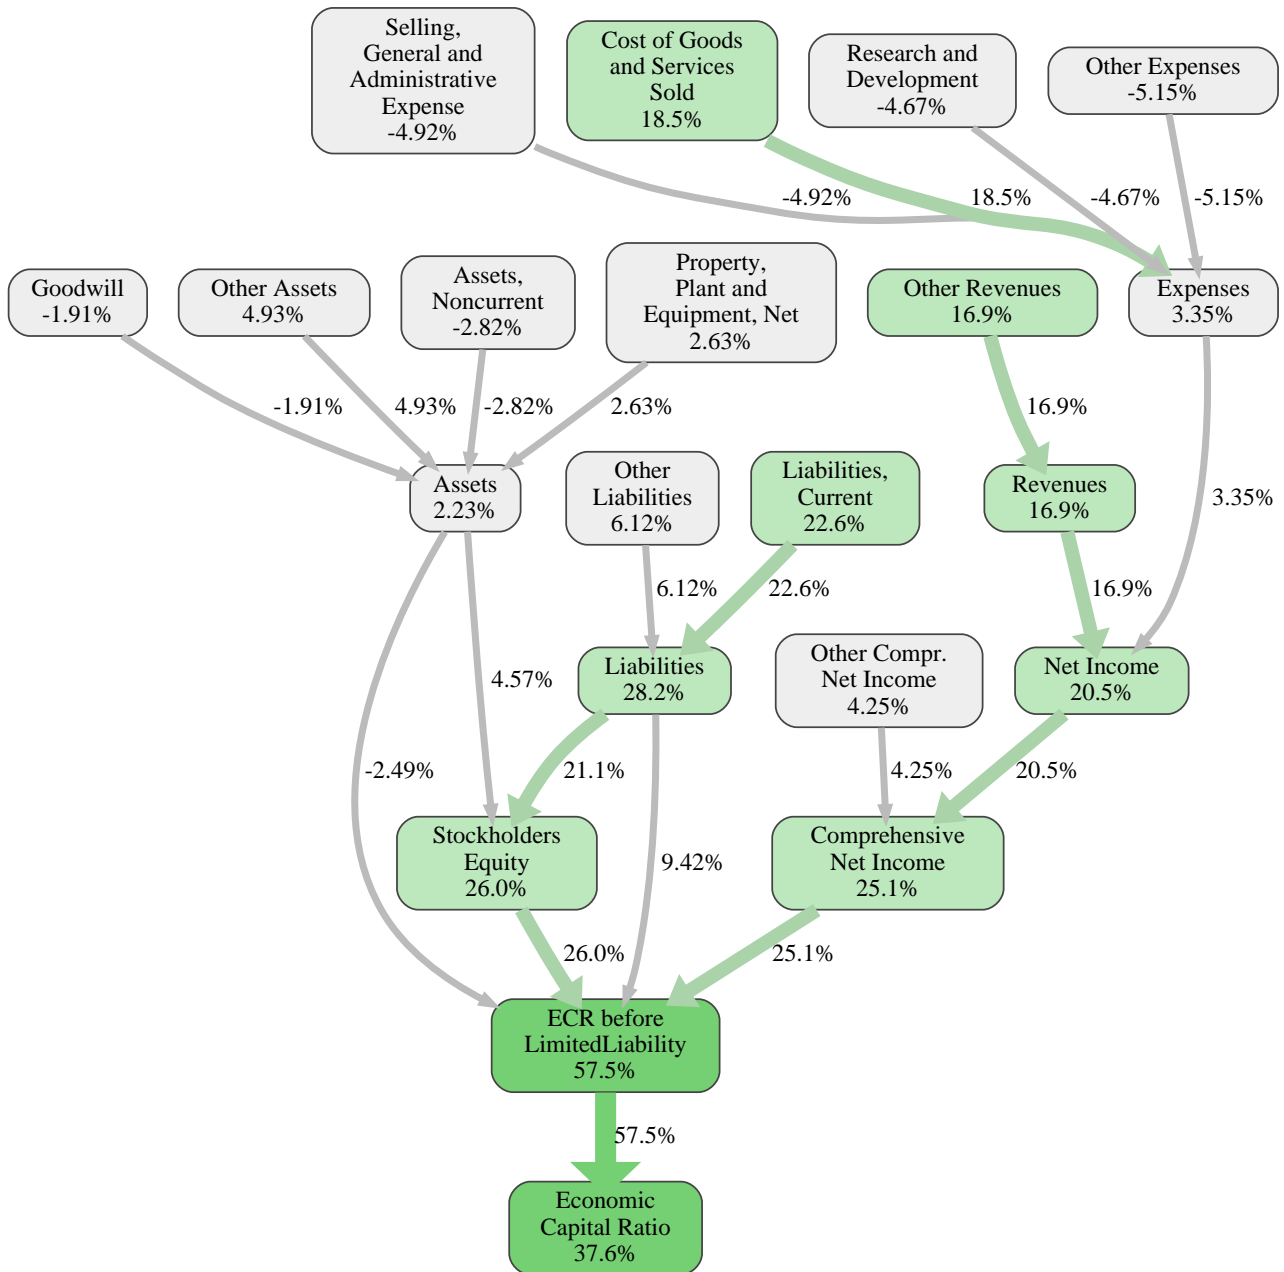 Selling,
General and
Administrative
Expense
-4.92%
Cost of Goods
and Services
Sold
18.5%
Research and
Development
-4.67%
Other Expenses
-5.15%
-4.92%
18.5%
-4.67%
-5.15%
Goodwill
-1.91%
Other Assets
4.93%
Assets,
Noncurrent
-2.82%
Property,
Plant and
Equipment, Net
2.63%
Other Revenues
16.9%
Expenses
3.35%
-1.91%
4.93%
-2.82%
2.63%
16.9%
3.35%
Assets
2.23%
Other
Liabilities
6.12%
Liabilities,
Current
22.6%
Revenues
16.9%
6.12%
22.6%
16.9%
4.57%
Liabilities
28.2%
Other Compr.
Net Income
4.25%
Net Income
20.5%
-2.49%
21.1%
4.25%
20.5%
Stockholders
Equity
26.0%
9.42%
Comprehensive
Net Income
25.1%
26.0%
25.1%
ECR before
LimitedLiability
57.5%
57.5%
Economic
Capital Ratio
37.6%